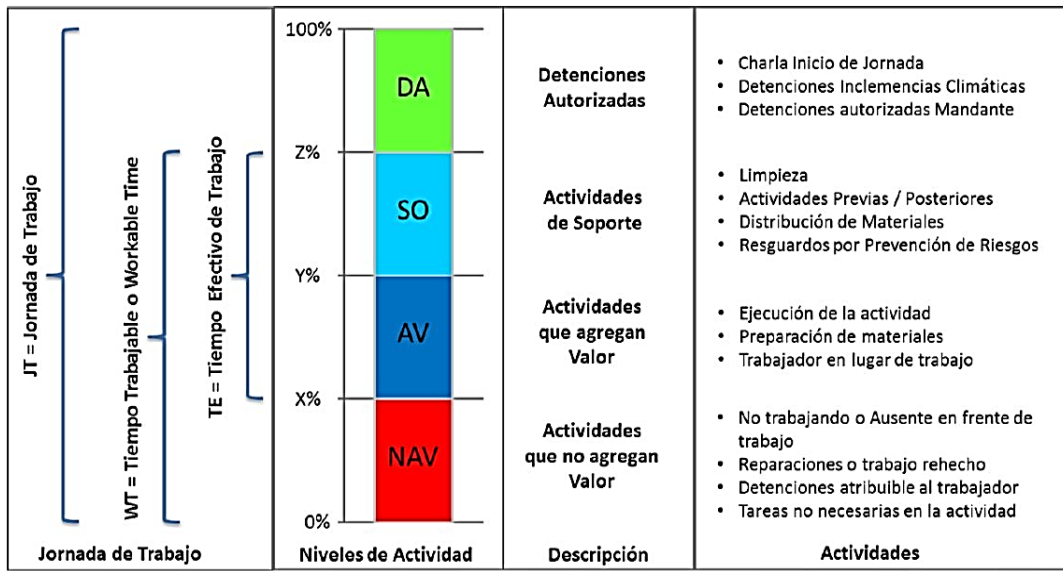 JT = Jornada de Trabajo
WT = Tiempo Trabajable o Workable Time
TE = Tiempo Efectivo de Trabajo
Jornada de Trabajo
100%
Z%
Y%
X%
0%
DA
SO
AV
NAV
Niveles de Actividad
Detenciones
Autorizadas
Actividades
de Soporte
Actividades
que agregan
Valor
Actividades
que no agregan
Valor
Descripción
• Charla Inicio de Jornada
• Detenciones Inclemencias Climáticas
• Detenciones autorizadas Mandante
• Limpieza
• Actividades Previas / Posteriores
• Distribución de Materiales
• Resguardos por Prevención de Riesgos
• Ejecución de la actividad
• Preparación de materiales
• Trabajador en lugar de trabajo
• No trabajando o Ausente en frente de
trabajo
• Reparaciones o trabajo rehecho
• Detenciones atribuible al trabajador
• Tareas no necesarias en la actividad
Actividades